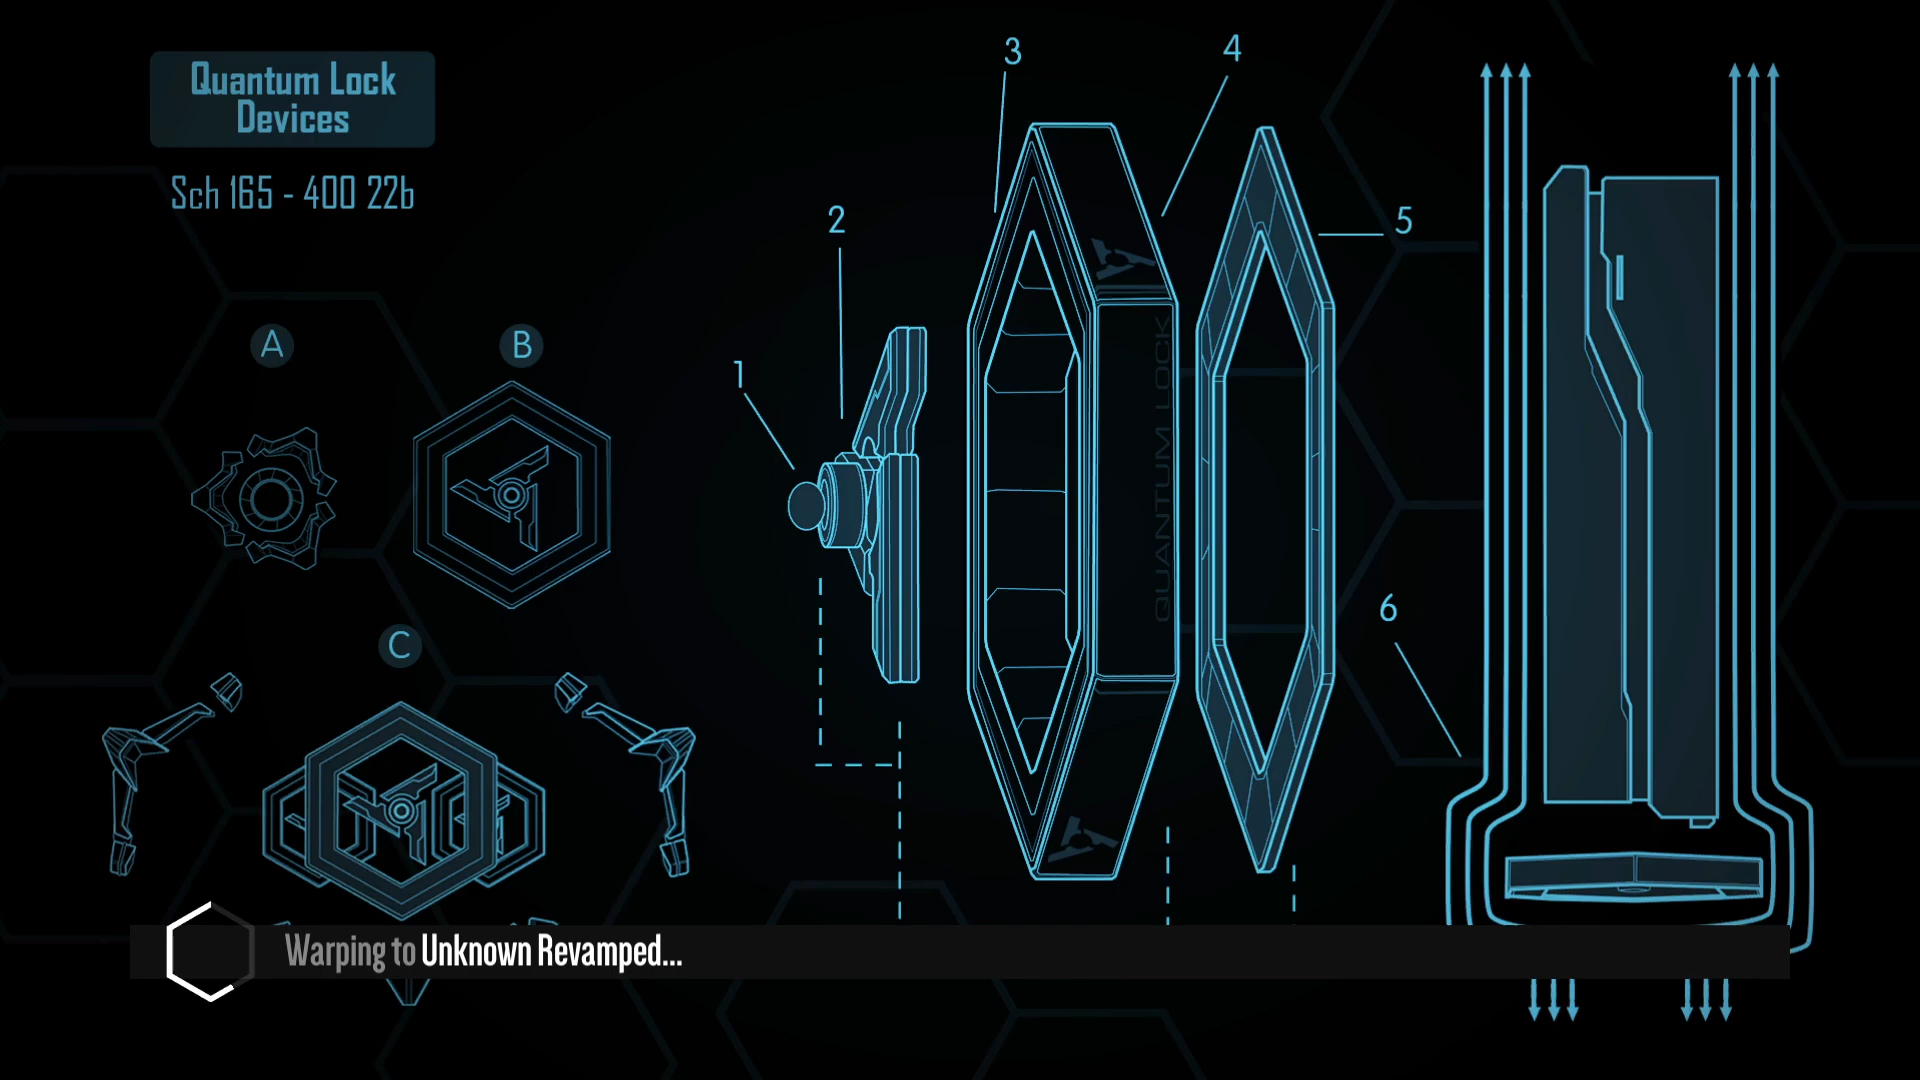 Quantum Lock
Devices
Sch 165 - 400 22b
A
B
C
1
2
3
4
5
6
QUANTUM LOCK
Warping to Unknown Revamped...